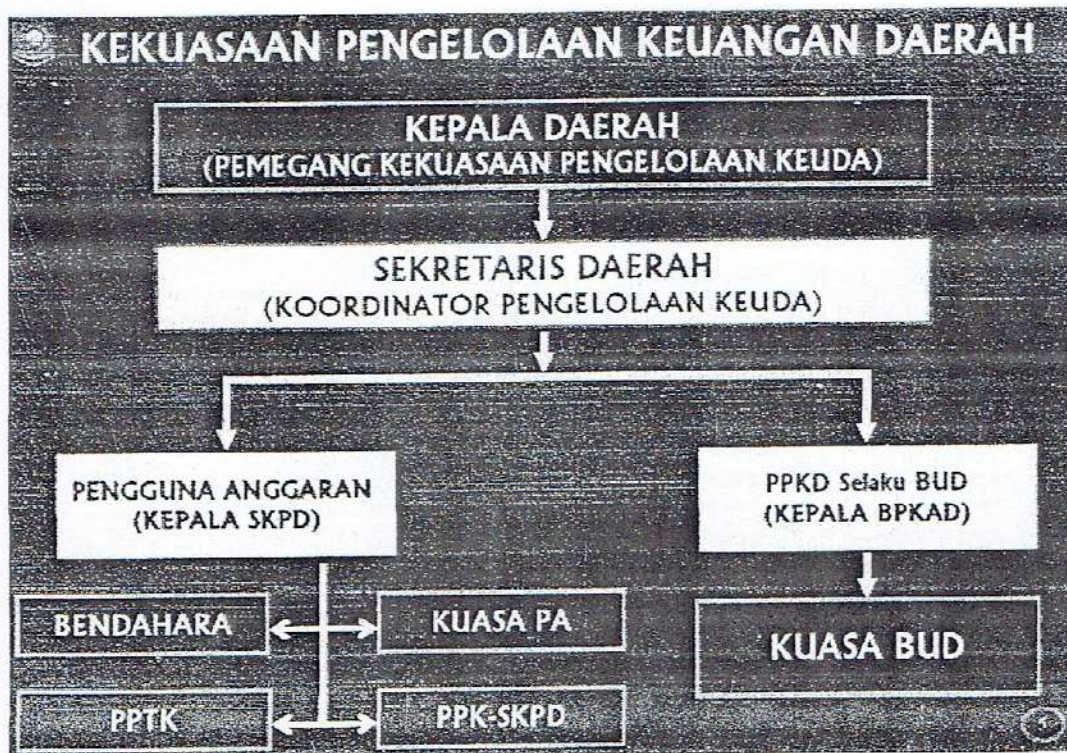 KEKUASAAN PENGELOLAAN KEUANGAN DAERAH
KEPALA DAERAH
(PEMEGANG KEKUASAAN PENGELOLAAN KEUDA)
SEKRETARIS DAERAH
(KOORDINATOR PENGELOLAAN KEUDA)
PENGGUNA ANGGARAN
(KEPALA SKPD)
PPKD Selaku BUD
(KEPALA BPKAD)
BENDAHARA
KUASA PA
KUASA BUD
PPTK
PPK-SKPD